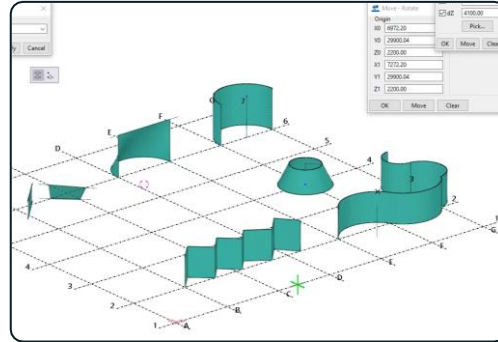 Cancel
Move - Rotate
Origin
X0 6972.20
Y0 29900.04
Z0 2200.00
X1 7272.20
Y1 29900.04
Z1 2200.00
OK Move Clear
dZ 4100.00
Pick...
OK Move Clear
D
E
F
G
7
6
5
4
3
2
4
3
2
1
A
B
C
D
E
F
G